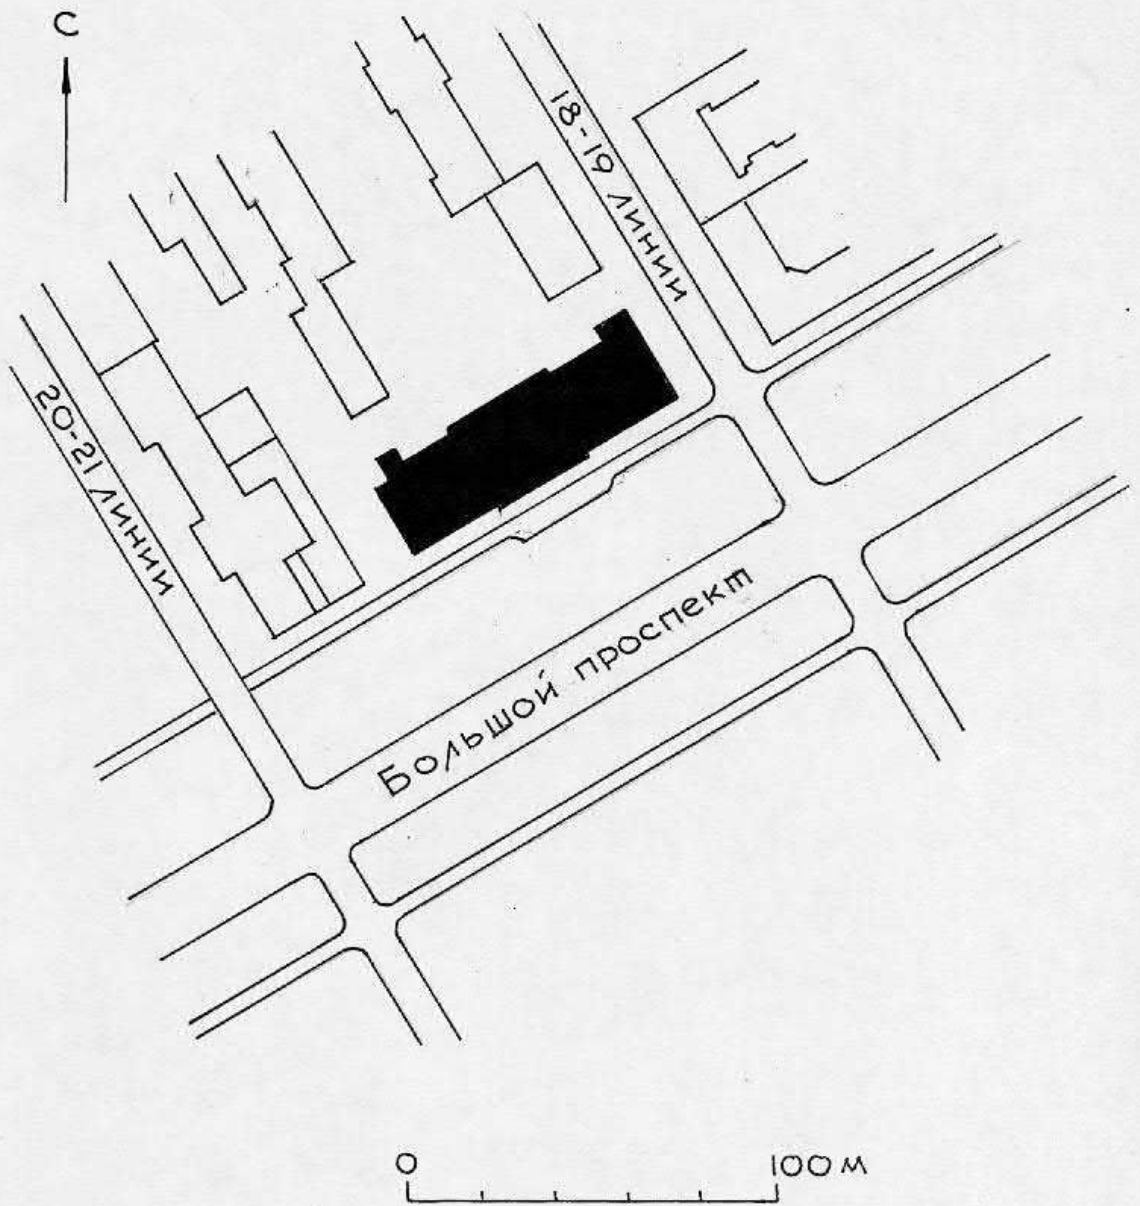 С
18-19 линии
20-21 линии
Большой проспект
0 100 м